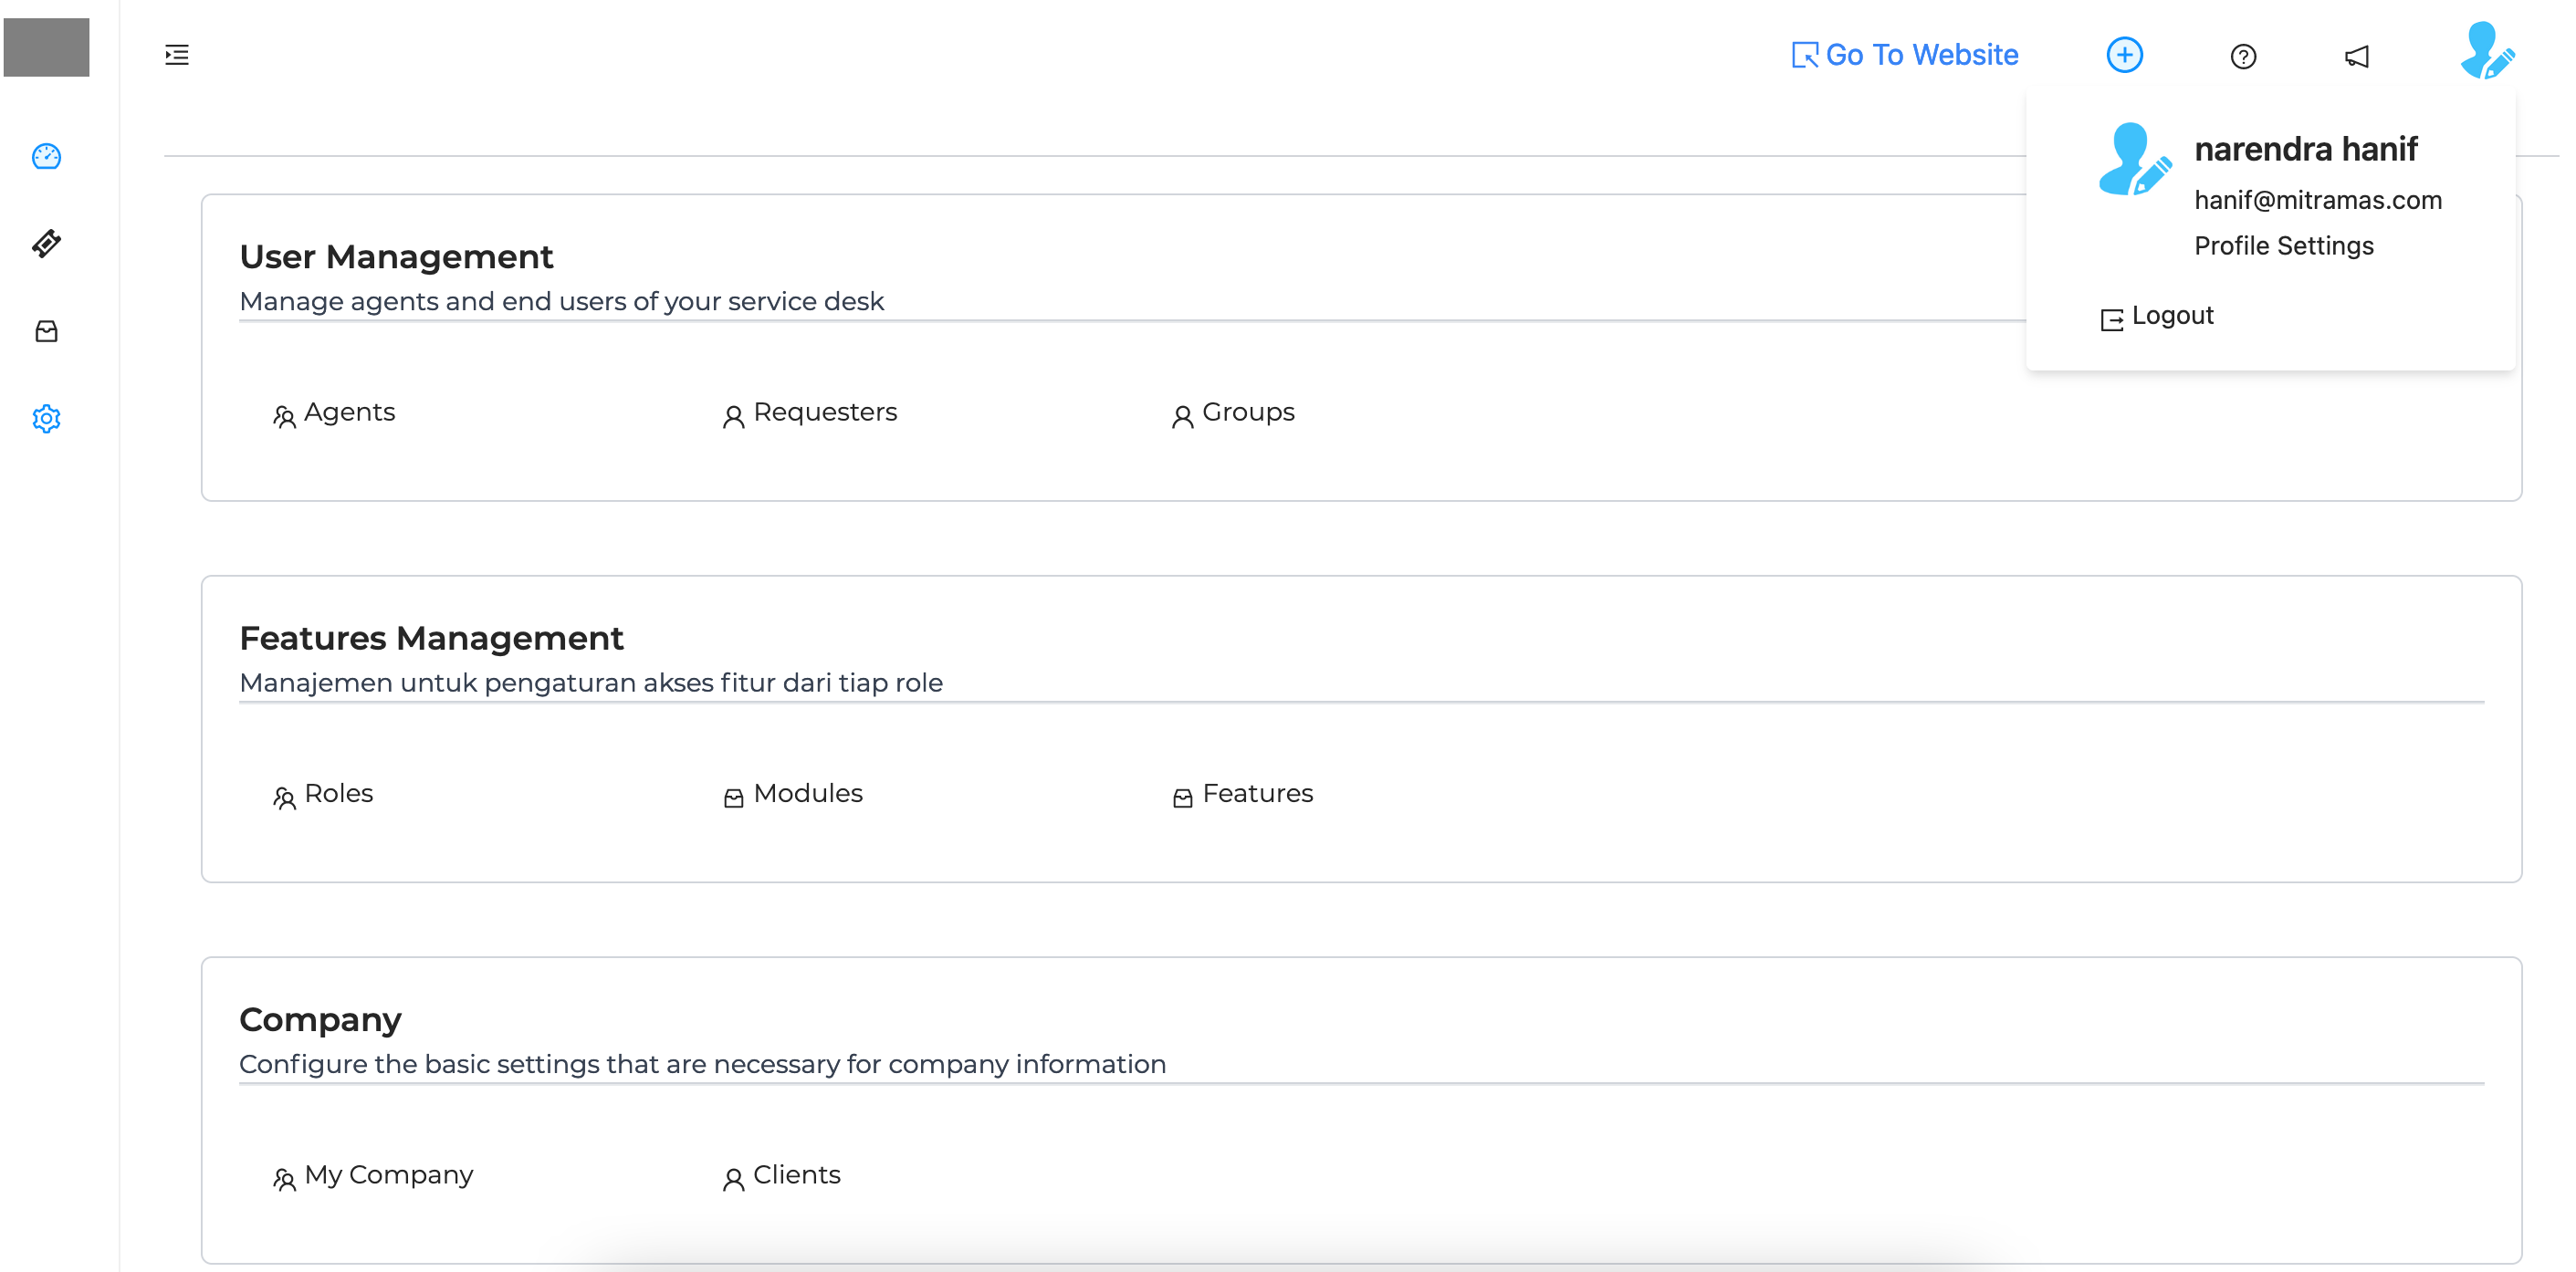 Go To Website
narendra hanif
hanif@mitramas.com
Profile Settings
Logout
User Management
Manage agents and end users of your service desk
Agents
Requesters
Groups
Features Management
Manajemen untuk pengaturan akses fitur dari tiap role
Roles
Modules
Features
Company
Configure the basic settings that are necessary for company information
My Company
Clients